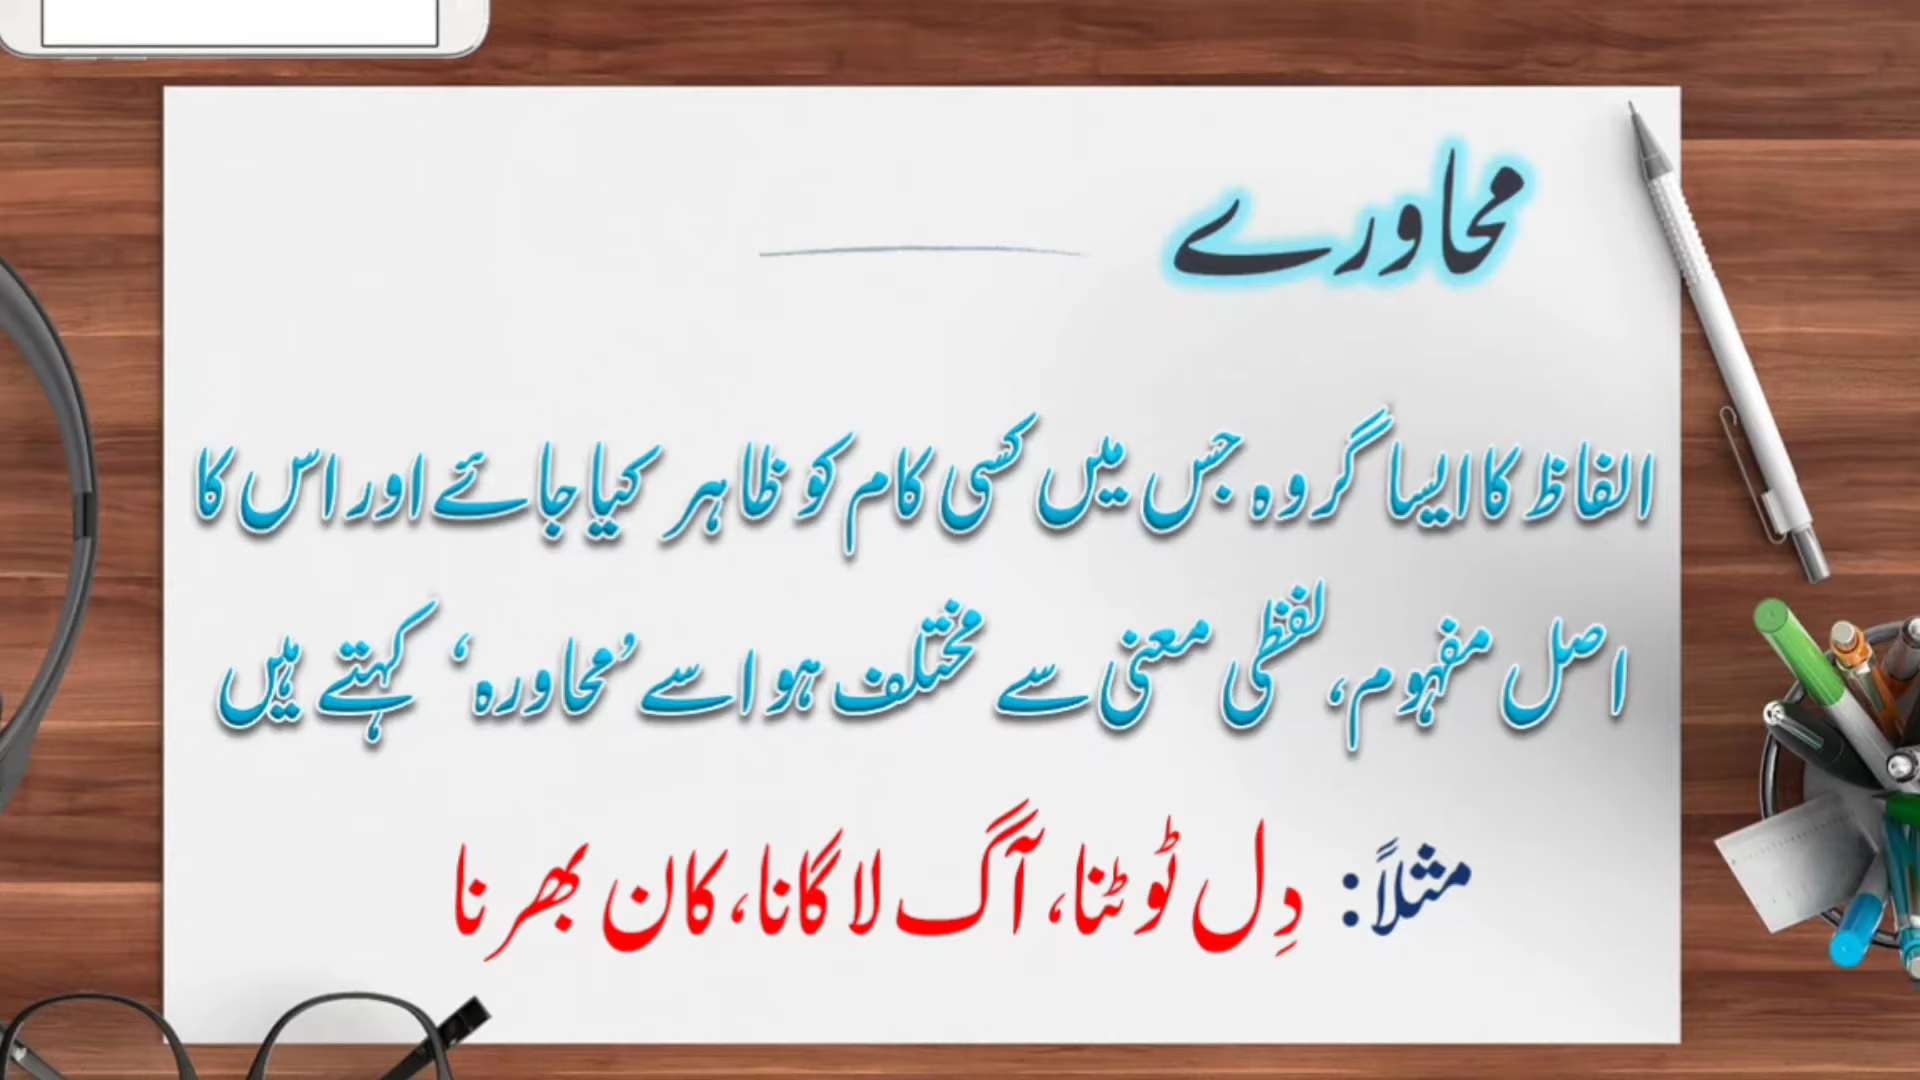 محاورے
الفاظ کا ایسا گروہ جس میں کسی کام کو ظاہر کیا جائے اور اس کا
اصل مفہوم، لفظی معنی سے مختلف ہو اسے ’محاورہ‘ کہتے ہیں
مثلاً: دِل ٹوٹنا، آگ لاگانا، کان بھرنا